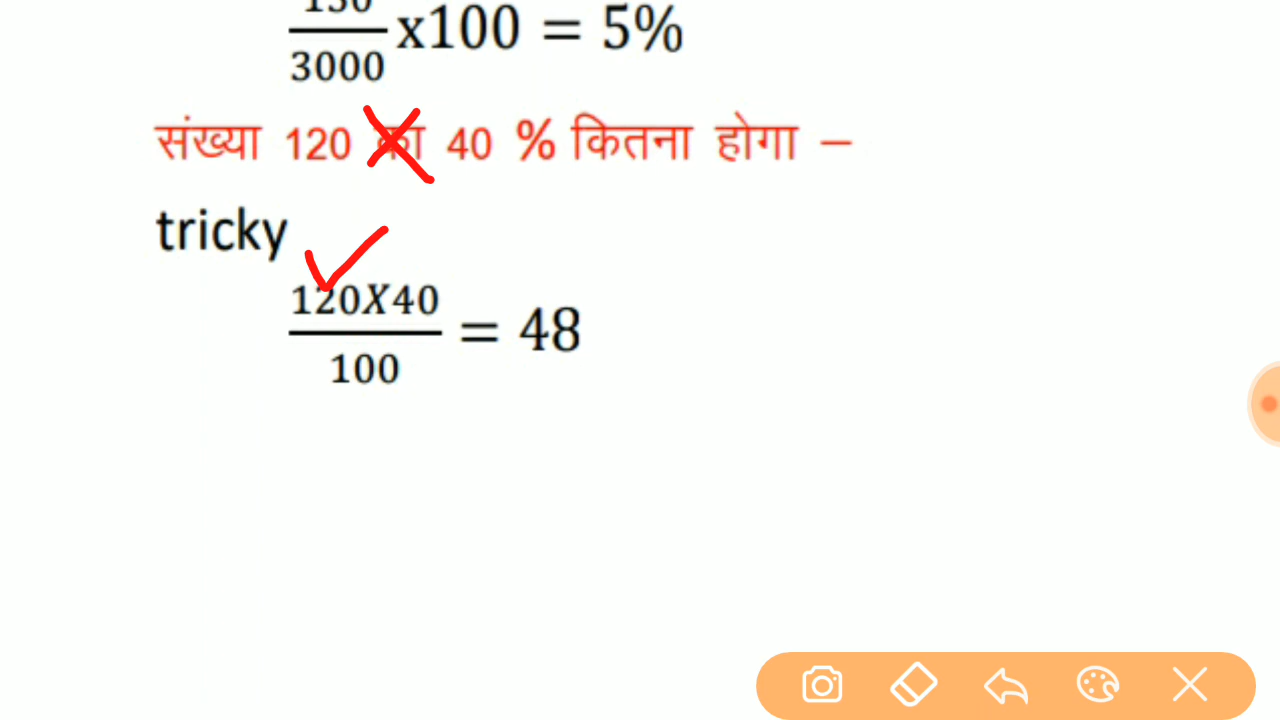 3000 x100 = 5%
संख्या 120 का 40 % कितना होगा –
tricky
120X40
100 = 48